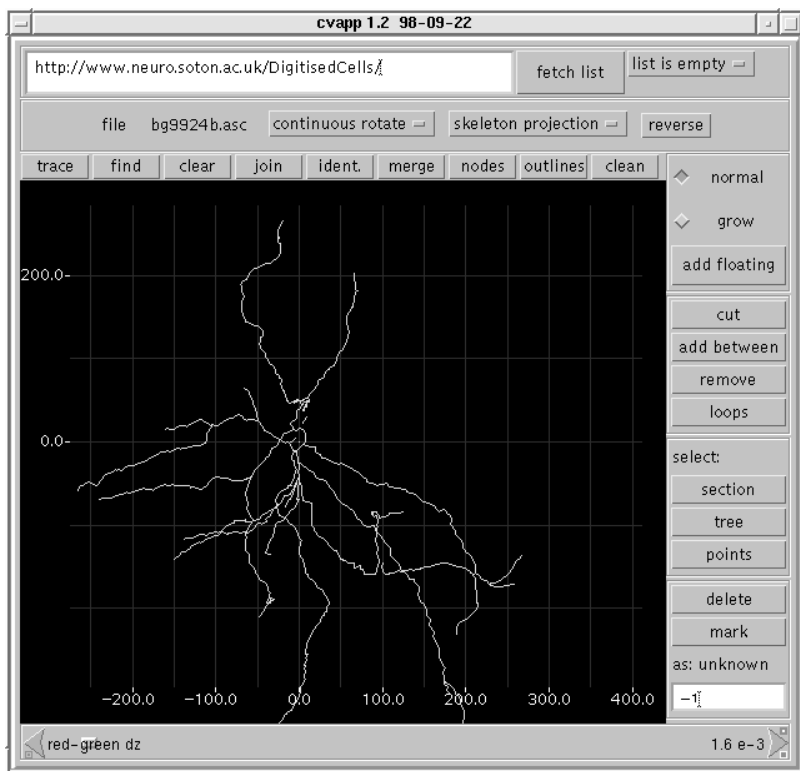 cvapp 1.2 98-09-22
http://www.neuro.soton.ac.uk/DigitisedCells/
fetch list
list is empty
file bg9924b.asc continuous rotate skeleton projection reverse
trace find clear join ident. merge nodes outlines clean
normal
grow
add floating
cut
add between
remove
loops
select:
section
tree
points
delete
mark
as: unknown
-1
200.0-
0.0-
-200.0 -100.0 0.0 100.0 200.0 300.0 400.0
red-green dz 1.6 e-3